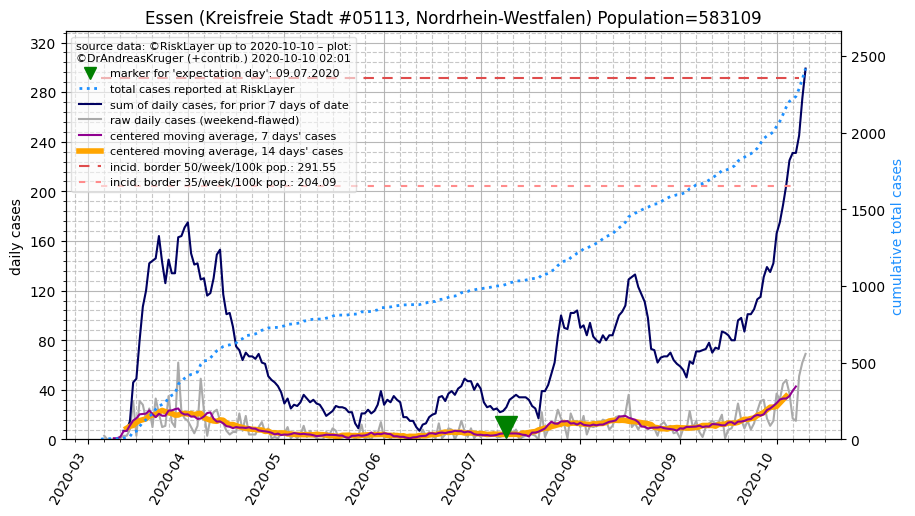 Essen (Kreisfreie Stadt #05113, Nordrhein-Westfalen) Population=583109
source data: ©RiskLayer up to 2020-10-10 – plot:
©DrAndreasKruger (+contrib.) 2020-10-10 02:01
marker for 'expectation day': 09.07.2020
total cases reported at RiskLayer
sum of daily cases, for prior 7 days of date
raw daily cases (weekend-flawed)
centered moving average, 7 days' cases
centered moving average, 14 days' cases
incid. border 50/week/100k pop.: 291.55
incid. border 35/week/100k pop.: 204.09
daily cases
320
280
240
200
160
120
80
40
0
cumulative total cases
2500
2000
1500
1000
500
0
2020-03
2020-04
2020-05
2020-06
2020-07
2020-08
2020-09
2020-10